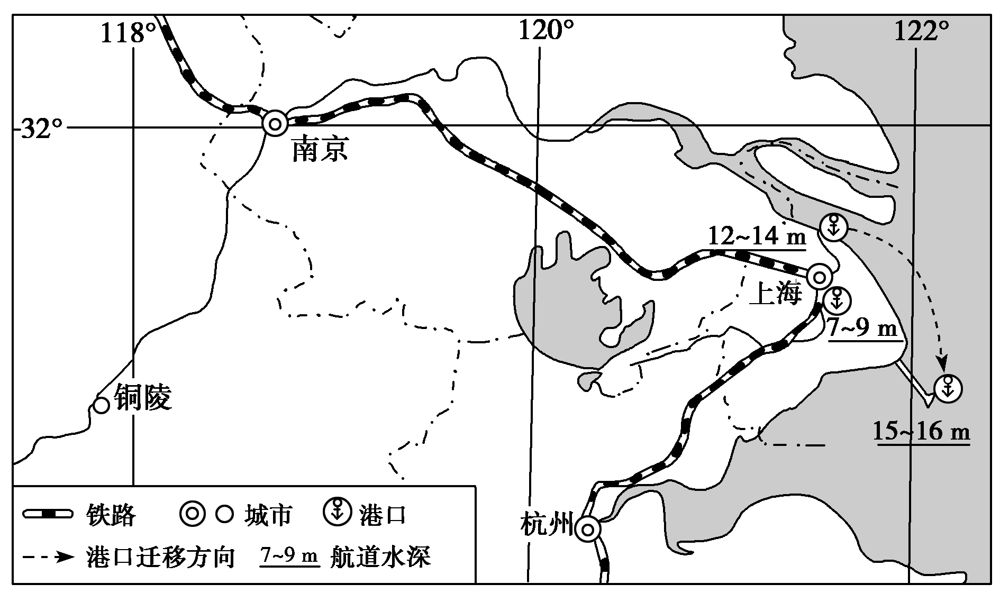 118°
120°
122°
32°
南京
12~14 m
上海
7~9 m
铜陵
15~16 m
杭州
铁路
城市
港口
港口迁移方向
7~9 m
航道水深